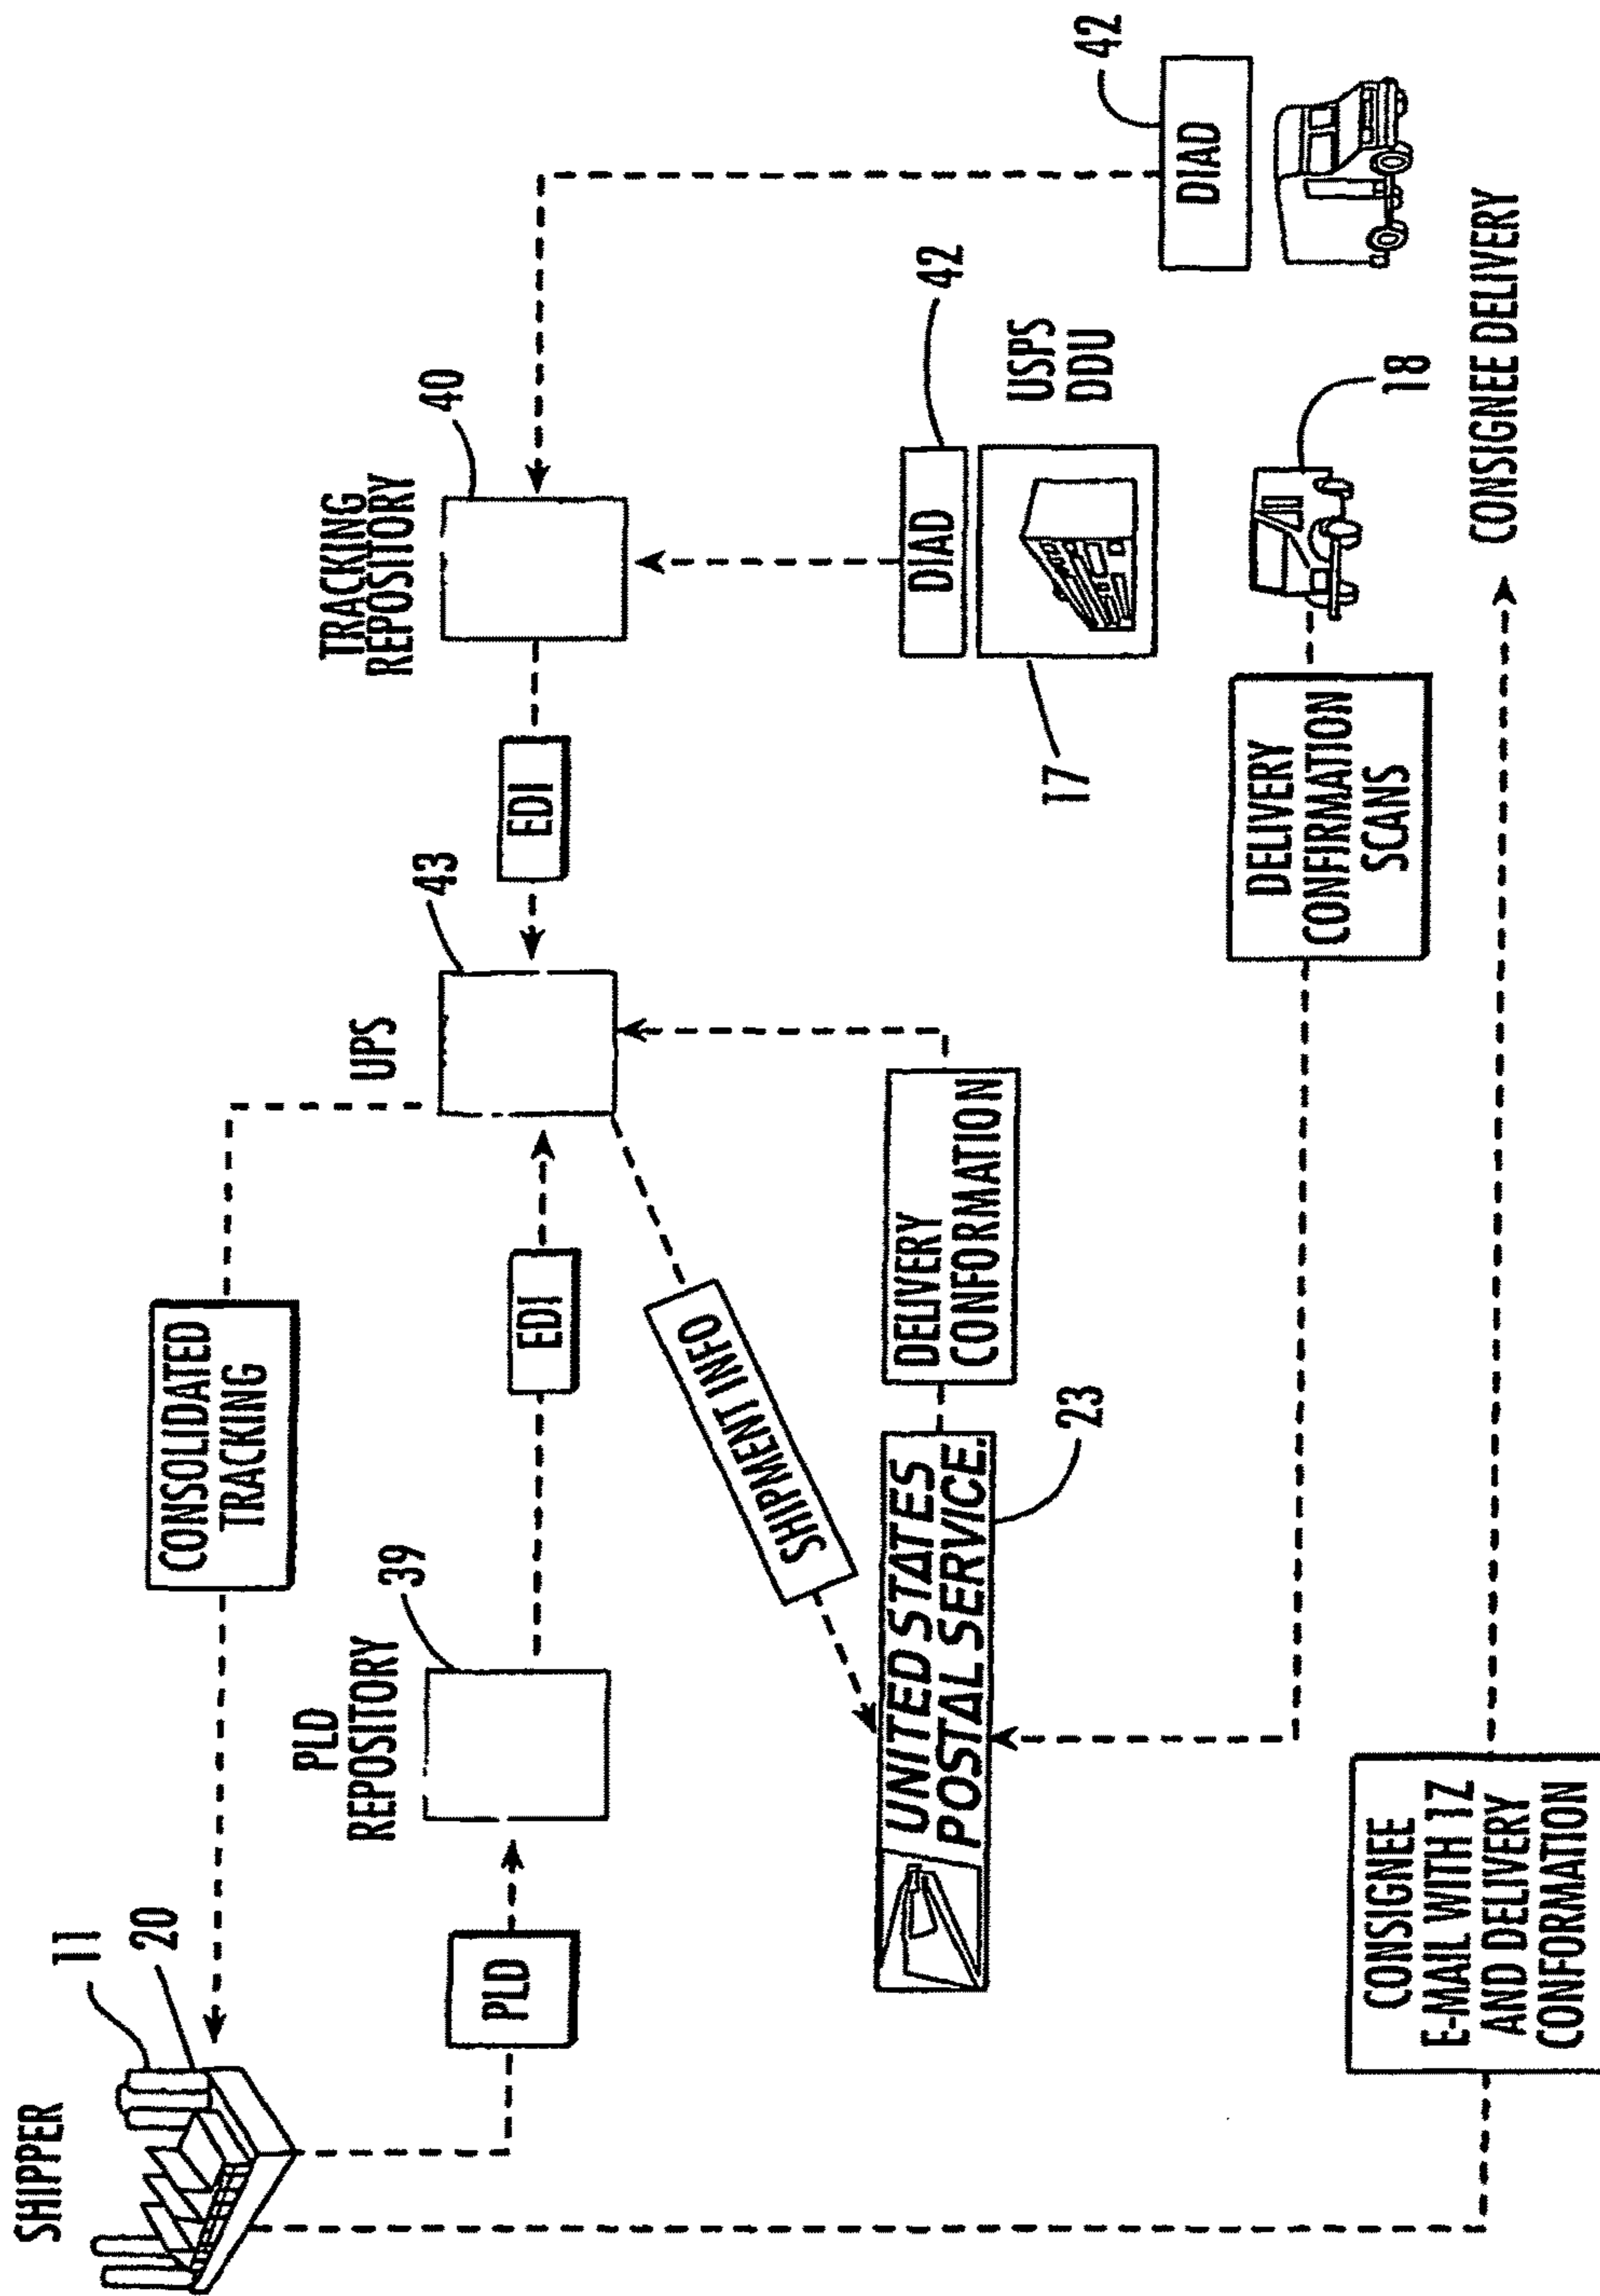 SHIPPER
11
20
CONSOLIDATED
TRACKING
PLD
PLD
REPOSITORY
39
EDI
UPS
43
EDI
TRACKING
REPOSITORY
40
SHIPMENT INFO
UNITED STATES
POSTAL SERVICE.
23
DELIVERY
CONFORMATION
DIAD
42
USPS
DDU
17
DIAD
42
DELIVERY
CONFIRMATION
SCANS
18
CONSIGNEE
E-MAIL WITH 1Z
AND DELIVERY
CONFORMATION
CONSIGNEE DELIVERY